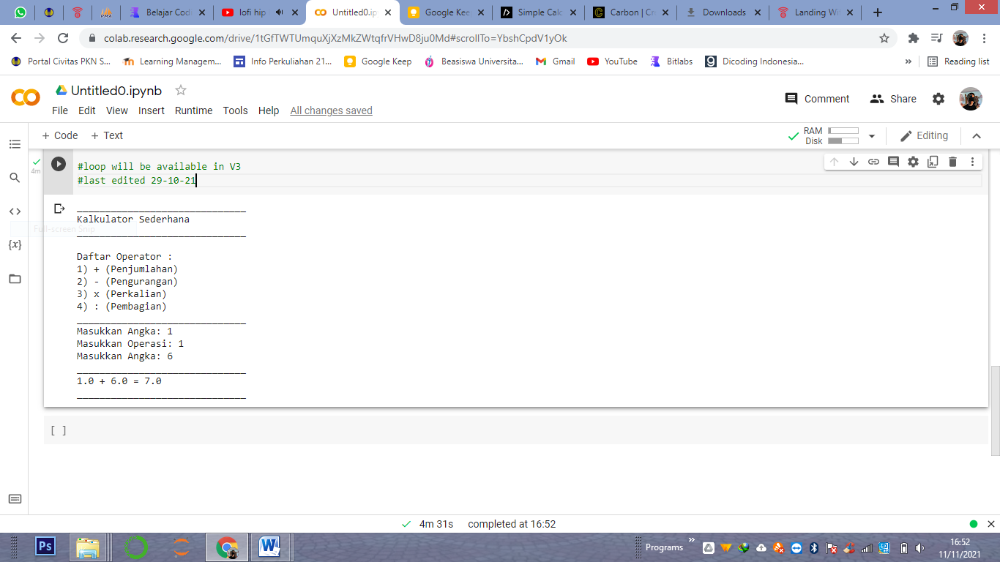 Belajar Cod
lofi hip
Untitled0.ip
Google Kee
Simple Calc
Carbon | Cr
Downloads
Landing Wi
colab.research.google.com/drive/1tGfTWTUmquXjXzMkZWtqfrVHwD8ju0Md#scrollTo=YbshCpdV1yOk
Portal Civitas PKN S...
Learning Managem...
Info Perkuliahan 21...
Google Keep
Beasiswa Universita...
Gmail
YouTube
Bitlabs
Dicoding Indonesia...
»
Reading list
Untitled0.ipynb
Comment
Share
File Edit View Insert Runtime Tools Help All changes saved
+ Code + Text
RAM
Disk
Editing
4m
#loop will be available in V3
#last edited 29-10-21
______________________________
Kalkulator Sederhana
______________________________
Full-screen Snip
{x}
Daftar Operator :
1) + (Penjumlahan)
2) - (Pengurangan)
3) x (Perkalian)
4) : (Pembagian)
______________________________
Masukkan Angka: 1
Masukkan Operasi: 1
Masukkan Angka: 6
______________________________
1.0 + 6.0 = 7.0
______________________________
[ ]
4m 31s completed at 16:52
Ps
Programs »
16:52
11/11/2021